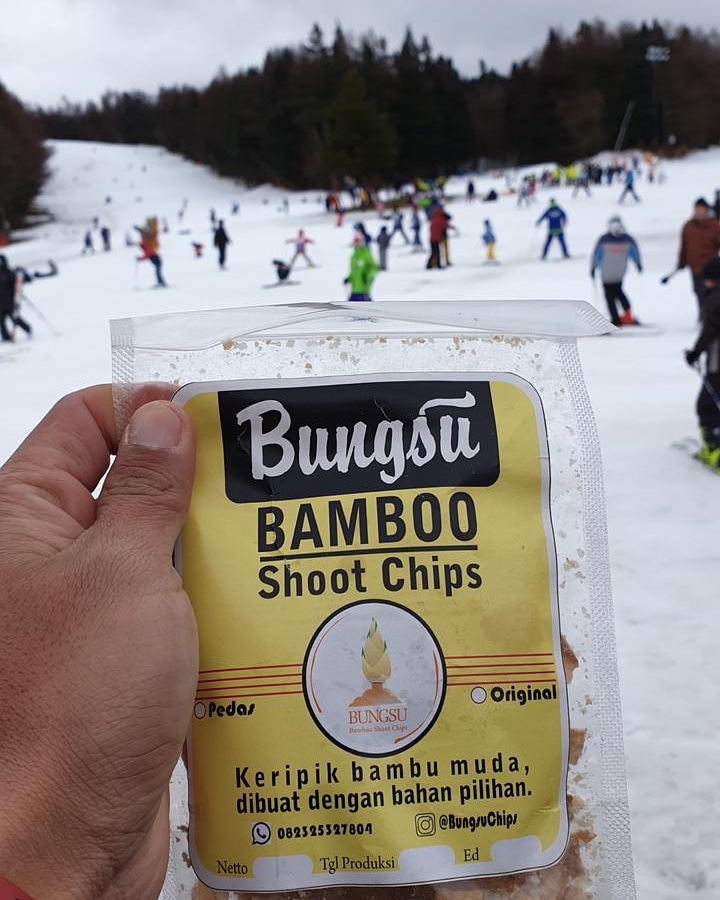 Bungsu
BAMBOO
Shoot Chips
BUNGSU
Bamboo Shoot Chips
Pedas
Original
Keripik bambu muda,
dibuat dengan bahan pilihan.
082325327804
@BungsuChips
Netto
Tgl Produksi
Ed